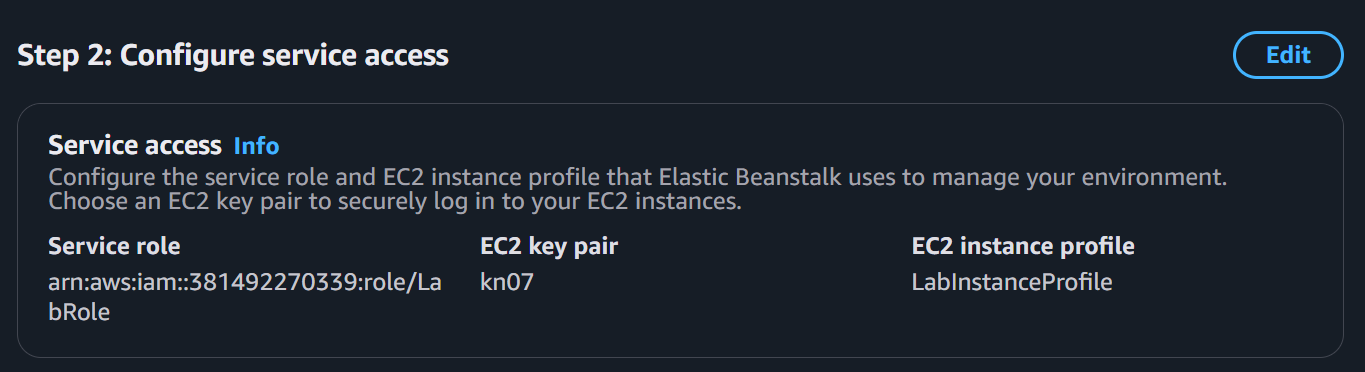 Step 2: Configure service access
Edit
Service access Info
Configure the service role and EC2 instance profile that Elastic Beanstalk uses to manage your environment.
Choose an EC2 key pair to securely log in to your EC2 instances.
Service role
arn:aws:iam::381492270339:role/La
bRole
EC2 key pair
kn07
EC2 instance profile
LabInstanceProfile